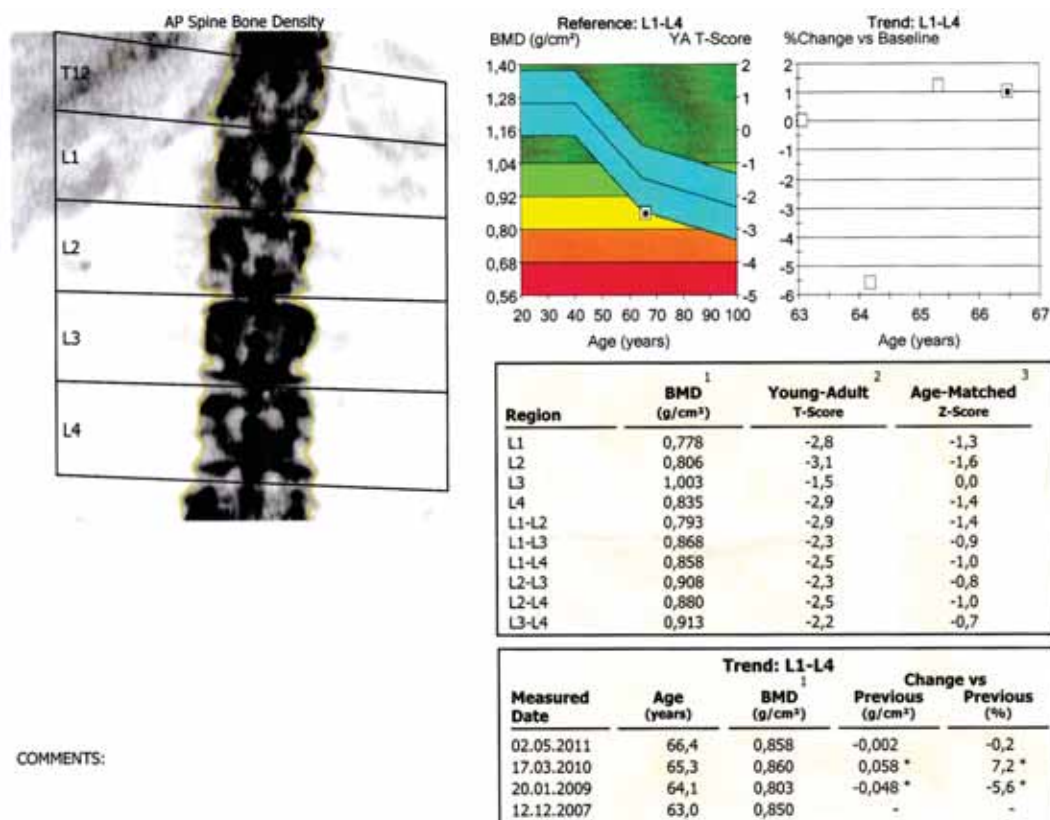 AP Spine Bone Density
T12
L1
L2
L3
L4
COMMENTS:
Reference: L1-L4
BMD (g/cm²) YA T-Score
1,40 2
1,28 1
1,16 0
1,04 -1
0,92 -2
0,80 -3
0,68 -4
0,56 -5
20 30 40 50 60 70 80 90 100
Age (years)
Trend: L1-L4
%Change vs Baseline
2
1
0
-1
-2
-3
-4
-5
-6
63 64 65 66 67
Age (years)
1 2 3
BMD Young-Adult Age-Matched
Region (g/cm³) T-Score Z-Score
L1 0,778 -2,8 -1,3
L2 0,806 -3,1 -1,6
L3 1,003 -1,5 0,0
L4 0,835 -2,9 -1,4
L1-L2 0,793 -2,9 -1,4
L1-L3 0,868 -2,3 -0,9
L1-L4 0,858 -2,5 -1,0
L2-L3 0,908 -2,3 -0,8
L2-L4 0,880 -2,5 -1,0
L3-L4 0,913 -2,2 -0,7
Trend: L1-L4
1 Change vs
Measured Age BMD Previous Previous
Date (years) (g/cm³) (g/cm³) (%)
02.05.2011 66,4 0,858 -0,002 -0,2
17.03.2010 65,3 0,860 0,058 * 7,2 *
20.01.2009 64,1 0,803 -0,048 * -5,6 *
12.12.2007 63,0 0,850 - -